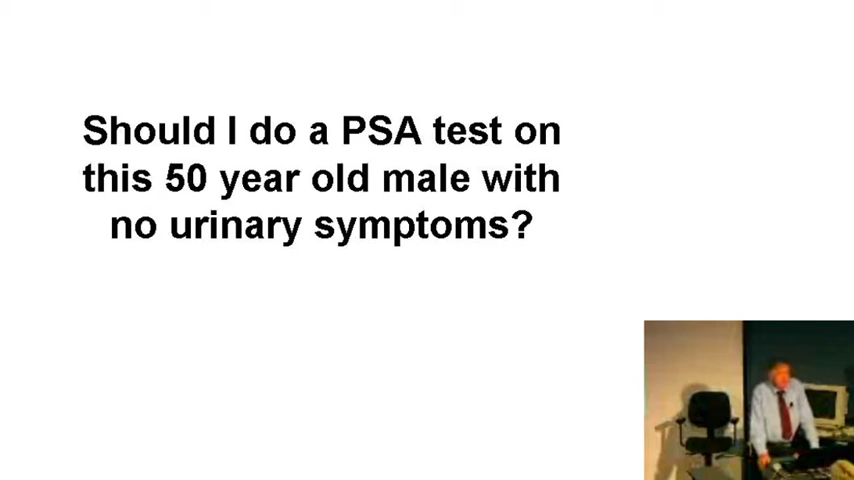 Should I do a PSA test on
this 50 year old male with
no urinary symptoms?